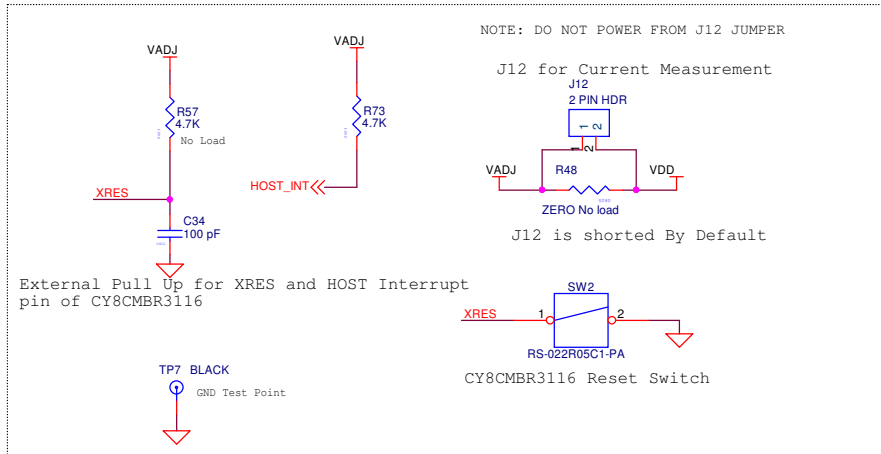 NOTE: DO NOT POWER FROM J12 JUMPER
VADJ
VADJ
J12 for Current Measurement
J12
2 PIN HDR
R57
4.7K
No Load
R73
4.7K
1 2
1 2
VADJ
R48
VDD
HOST_INT
XRES
ZERO No load
C34
100 pF
J12 is shorted By Default
External Pull Up for XRES and HOST Interrupt
pin of CY8CMBR3116
SW2
XRES
1
2
RS-022R05C1-PA
TP7 BLACK
GND Test Point
CY8CMBR3116 Reset Switch